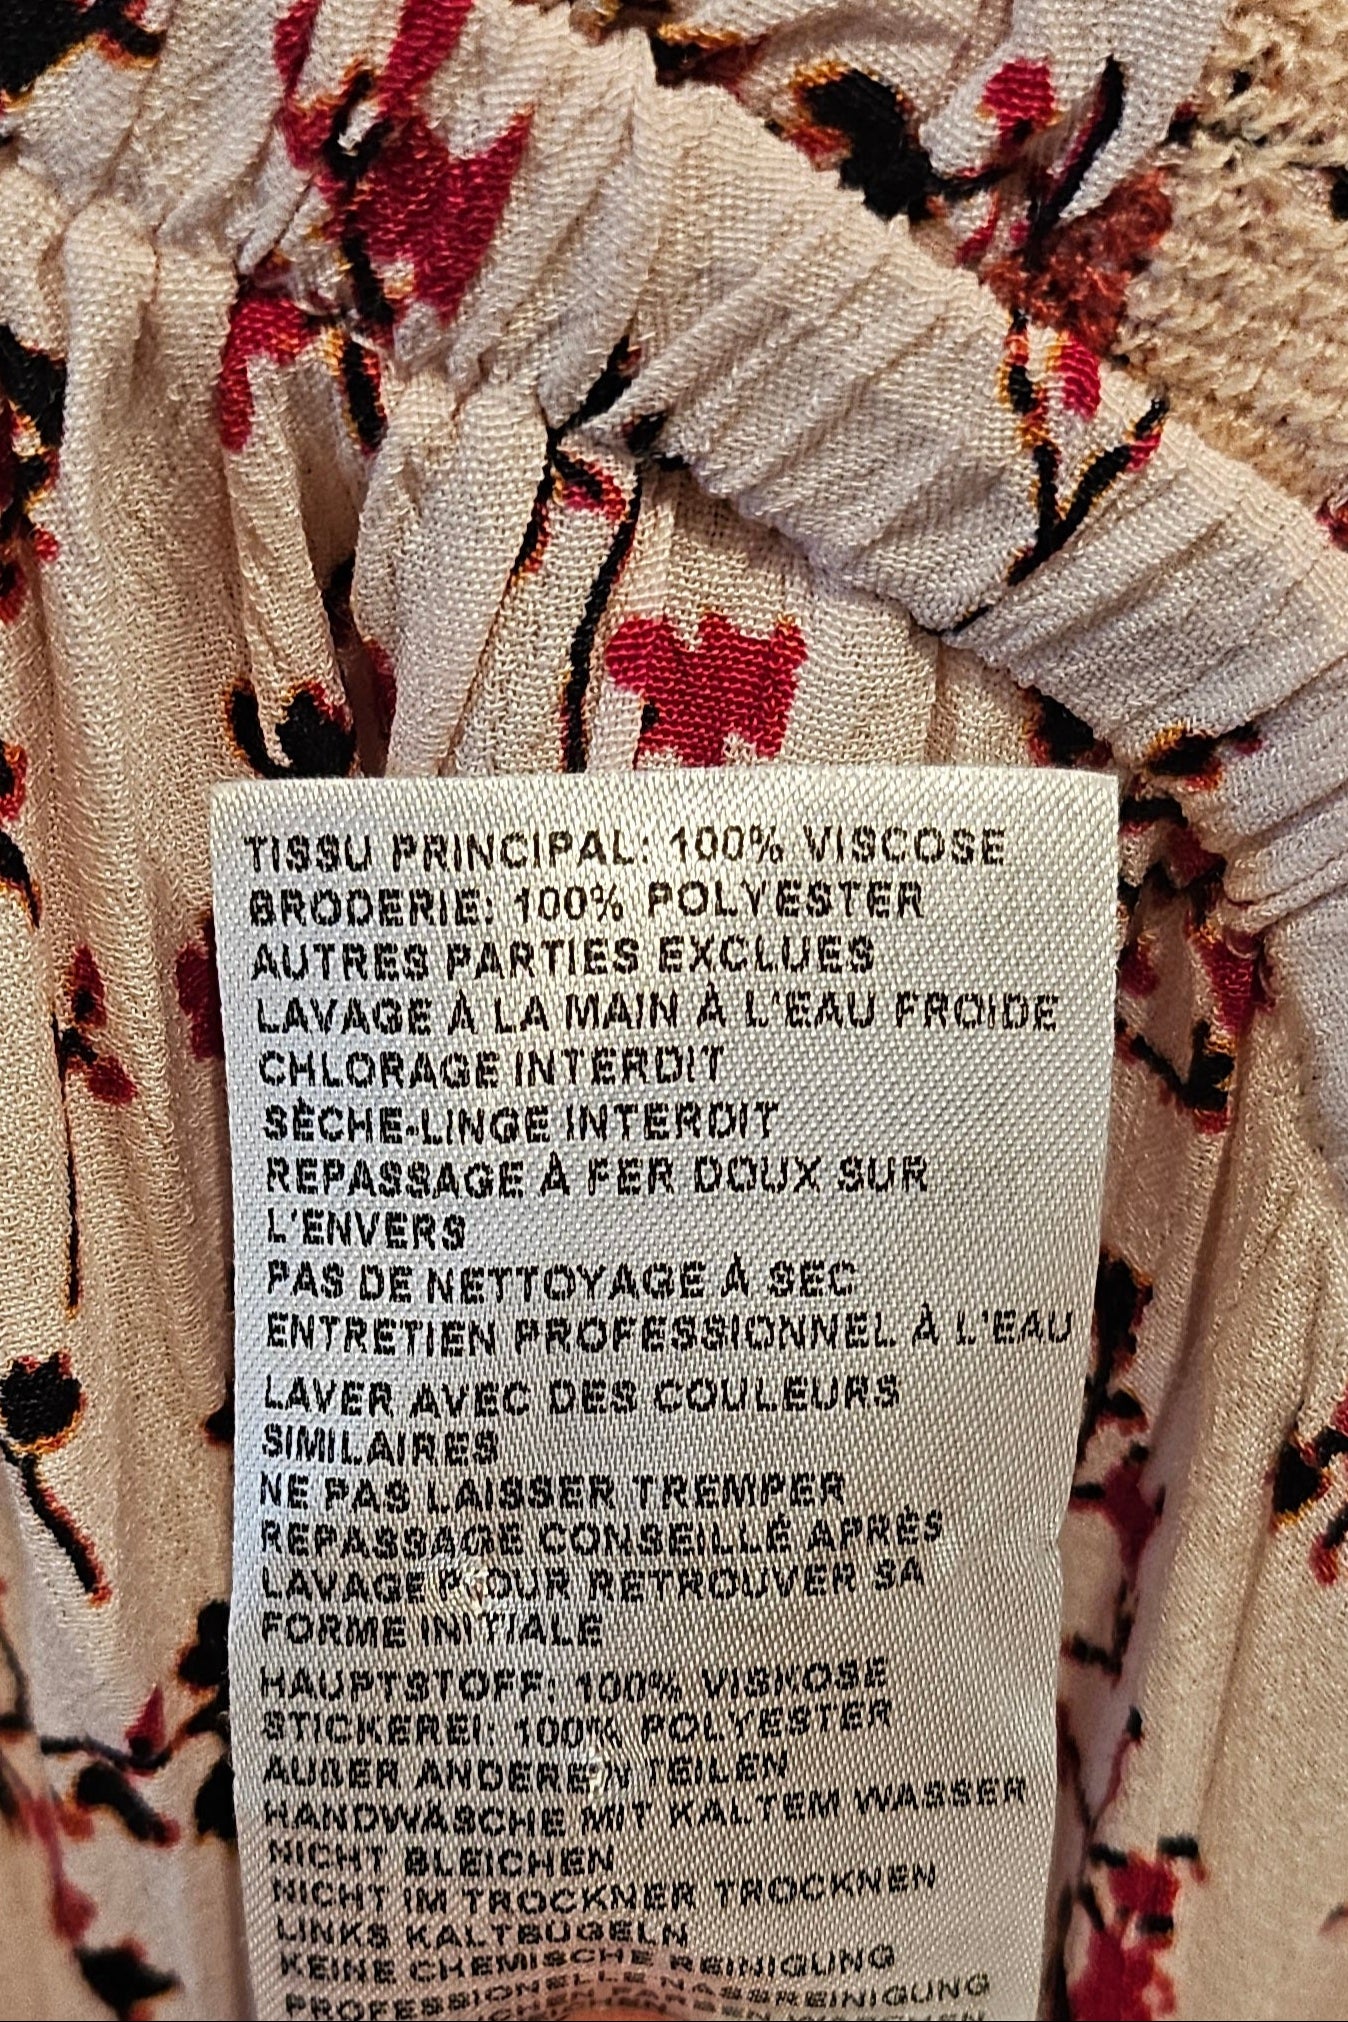 TISSU PRINCIPAL: 100% VISCOSE
BRODERIE: 100% POLYESTER
AUTRES PARTIES EXCLUES
LAVAGE À LA MAIN À L'EAU FROIDE
CHLORAGE INTERDIT
SÈCHE-LINGE INTERDIT
REPASSAGE À FER DOUX SUR
L'ENVERS
PAS DE NETTOYAGE À SEC
ENTRETIEN PROFESSIONNEL À L'EAU
LAVER AVEC DES COULEURS
SIMILAIRES
NE PAS LAISSER TREMPER
REPASSAGE CONSEILLÉ APRÈS
LAVAGE POUR RETROUVER SA
FORME INITIALE
HAUPTSTOFF: 100% VISKOSE
STICKEREI: 100% POLYESTER
AUßER ANDEREN TEILEN
HANDWÄSCHE MIT KALTEM WASSER
NICHT BLEICHEN
NICHT IM TROCKNER TROCKNEN
LINKS KALTBÜGELN
KEINE CHEMISCHE REINIGUNG
PROFESSIONELLE NASSREINIGUNG